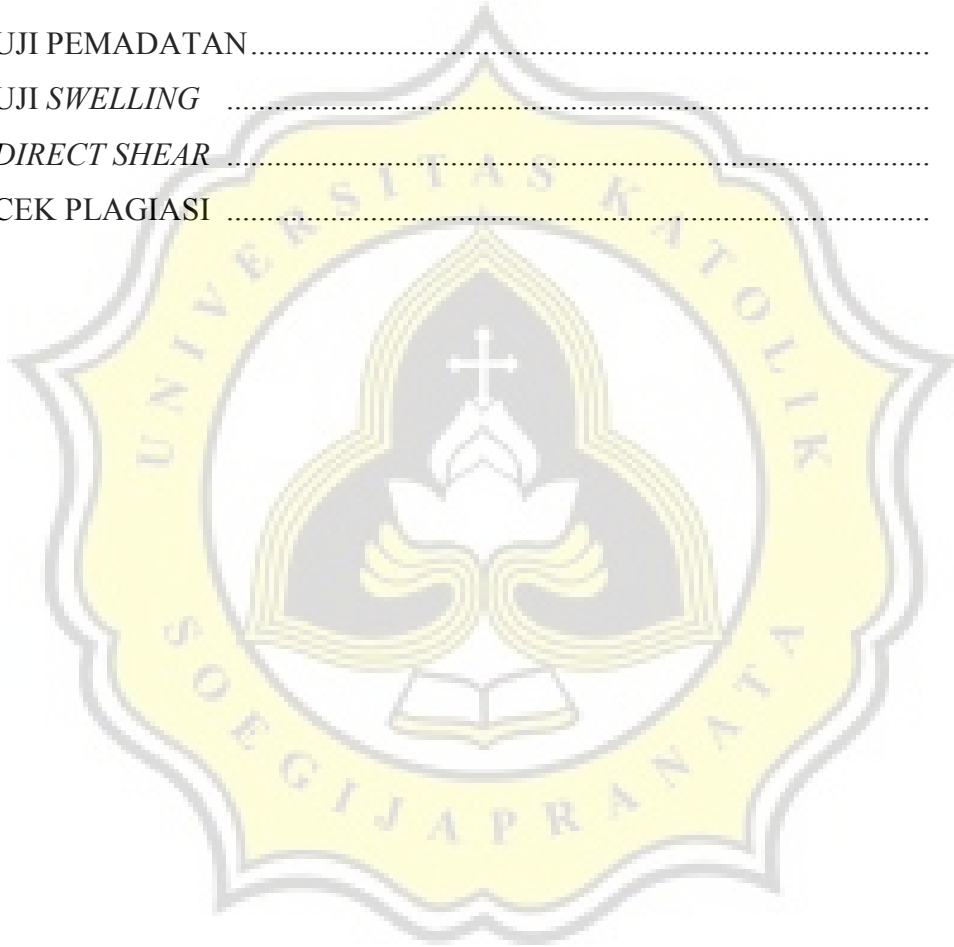 UJI PEMADATAN..............................................................................................
UJI SWELLING ..............................................................................................
DIRECT SHEAR ..............................................................................................
CEK PLAGIASI ..............................................................................................
UNIVERSITAS KATOLIK
SOEGIJAPRANATA